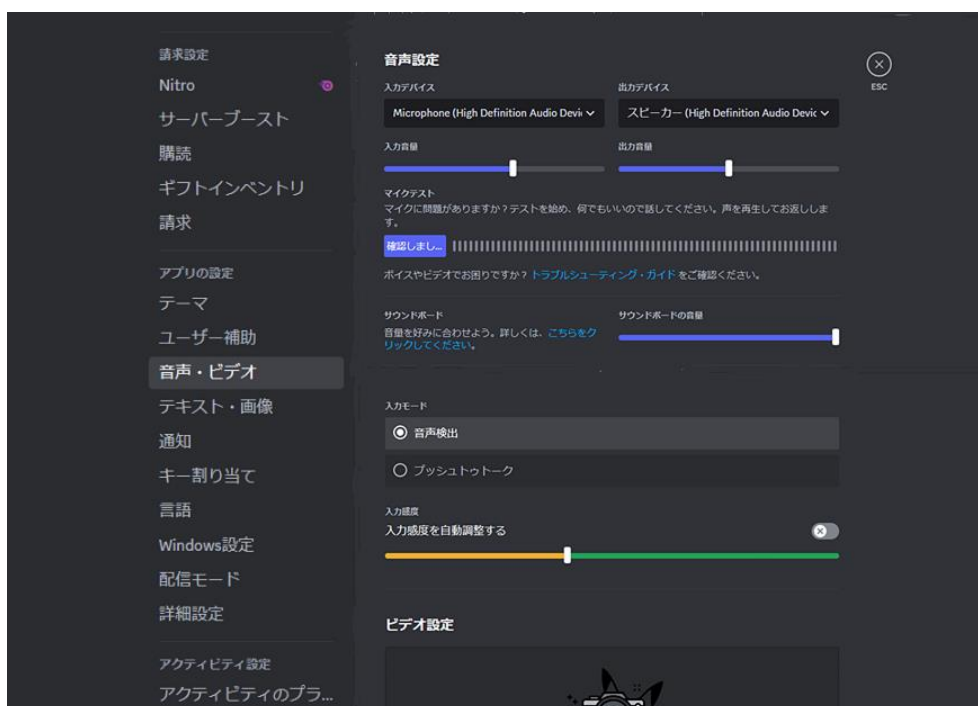 請求設定
Nitro
サーバーブースト
購読
ギフトインベントリ
請求
アプリの設定
テーマ
ユーザー補助
音声・ビデオ
テキスト・画像
通知
キー割り当て
言語
Windows設定
配信モード
詳細設定
アクティビティ設定
アクティビティのプラ...
音声設定
ESC
入力デバイス
出力デバイス
Microphone (High Definition Audio Devi
スピーカー (High Definition Audio Devic
入力音量
出力音量
マイクテスト
マイクに問題がありますか？テストを始め、何でもいいので話してください。声を再生してお返ししま
す。
確認しまし...
ボイスやビデオでお困りですか？ トラブルシューティング・ガイド をご確認ください。
サウンドボード
サウンドボードの音量
音量を好みに合わせよう。詳しくは、こちらをク
リックしてください。
入力モード
音声検出
プッシュトゥトーク
入力感度
入力感度を自動調整する
ビデオ設定